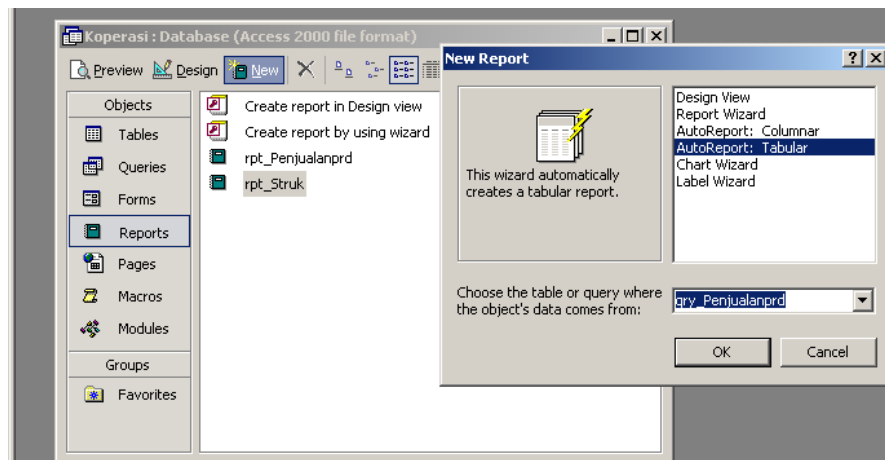 Koperasi : Database (Access 2000 file format)
Preview Design New
Objects
Tables
Queries
Forms
Reports
Pages
Macros
Modules
Groups
Favorites
Create report in Design view
Create report by using wizard
rpt_Penjualanprd
rpt_Struk
New Report
This wizard automatically
creates a tabular report.
Design View
Report Wizard
AutoReport: Columnar
AutoReport: Tabular
Chart Wizard
Label Wizard
Choose the table or query where
the object's data comes from:
qry_Penjualanprd
OK Cancel